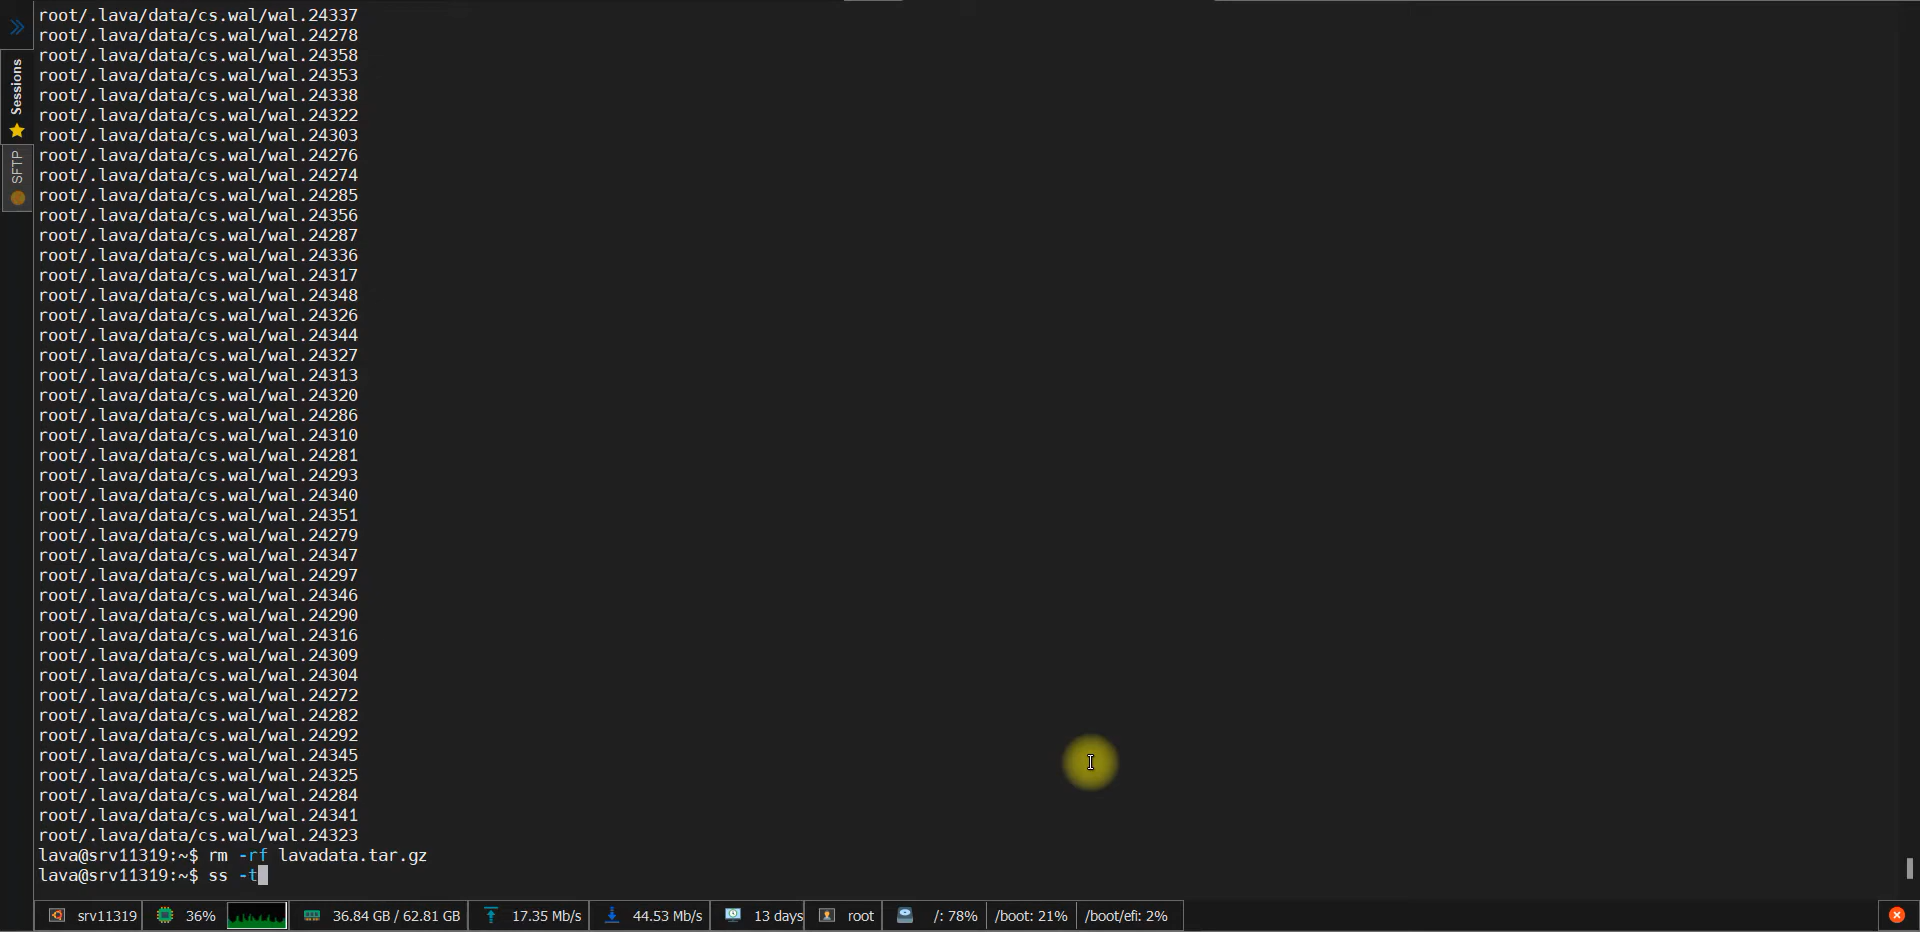 root/.lava/data/cs.wal/wal.24337
root/.lava/data/cs.wal/wal.24278
root/.lava/data/cs.wal/wal.24358
root/.lava/data/cs.wal/wal.24353
root/.lava/data/cs.wal/wal.24338
root/.lava/data/cs.wal/wal.24322
root/.lava/data/cs.wal/wal.24303
root/.lava/data/cs.wal/wal.24276
root/.lava/data/cs.wal/wal.24274
root/.lava/data/cs.wal/wal.24285
root/.lava/data/cs.wal/wal.24356
root/.lava/data/cs.wal/wal.24287
root/.lava/data/cs.wal/wal.24336
root/.lava/data/cs.wal/wal.24317
root/.lava/data/cs.wal/wal.24348
root/.lava/data/cs.wal/wal.24326
root/.lava/data/cs.wal/wal.24344
root/.lava/data/cs.wal/wal.24327
root/.lava/data/cs.wal/wal.24313
root/.lava/data/cs.wal/wal.24320
root/.lava/data/cs.wal/wal.24286
root/.lava/data/cs.wal/wal.24310
root/.lava/data/cs.wal/wal.24281
root/.lava/data/cs.wal/wal.24293
root/.lava/data/cs.wal/wal.24340
root/.lava/data/cs.wal/wal.24351
root/.lava/data/cs.wal/wal.24279
root/.lava/data/cs.wal/wal.24347
root/.lava/data/cs.wal/wal.24297
root/.lava/data/cs.wal/wal.24346
root/.lava/data/cs.wal/wal.24290
root/.lava/data/cs.wal/wal.24316
root/.lava/data/cs.wal/wal.24309
root/.lava/data/cs.wal/wal.24304
root/.lava/data/cs.wal/wal.24272
root/.lava/data/cs.wal/wal.24282
root/.lava/data/cs.wal/wal.24292
root/.lava/data/cs.wal/wal.24345
root/.lava/data/cs.wal/wal.24325
root/.lava/data/cs.wal/wal.24284
root/.lava/data/cs.wal/wal.24341
root/.lava/data/cs.wal/wal.24323
lava@srv11319:~$ rm -rf lavadata.tar.gz
lava@srv11319:~$ ss -t
Sessions
SFTP
srv11319 36% 36.84 GB / 62.81 GB 17.35 Mb/s 44.53 Mb/s 13 days root /: 78% /boot: 21% /boot/efi: 2%